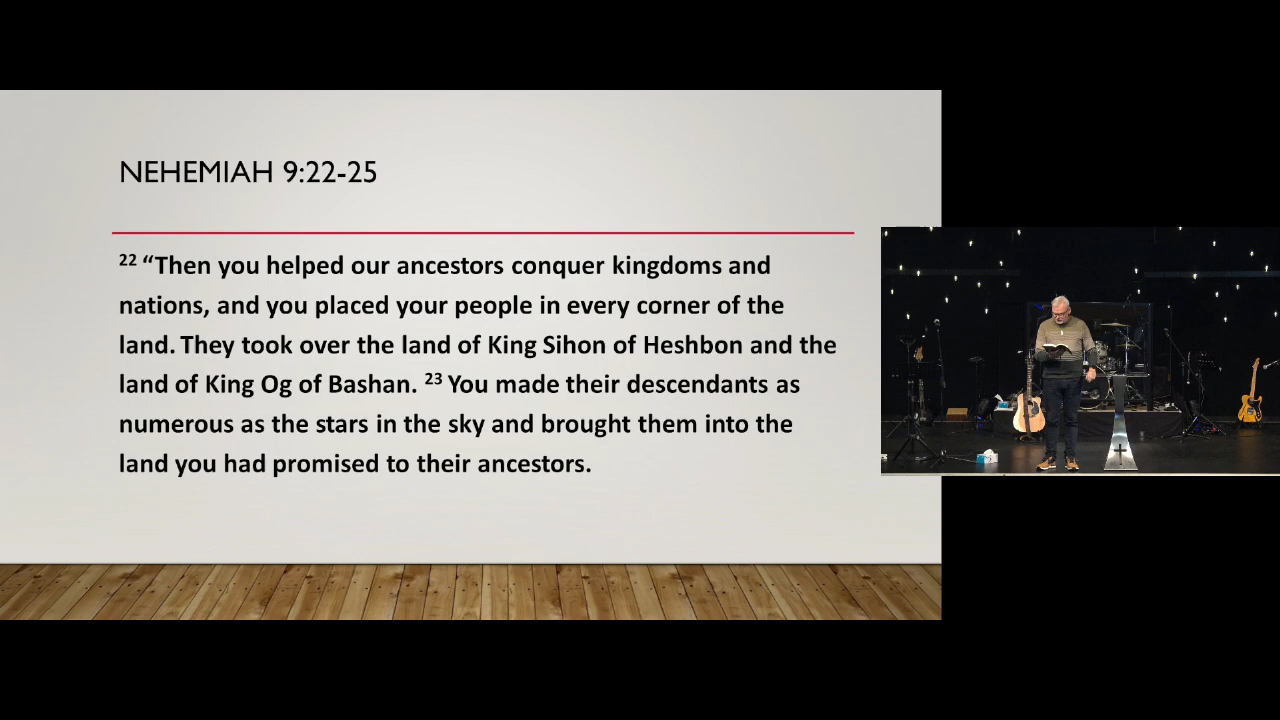 NEHEMIAH 9:22-25
22 “Then you helped our ancestors conquer kingdoms and
nations, and you placed your people in every corner of the
land. They took over the land of King Sihon of Heshbon and the
land of King Og of Bashan. 23 You made their descendants as
numerous as the stars in the sky and brought them into the
land you had promised to their ancestors.